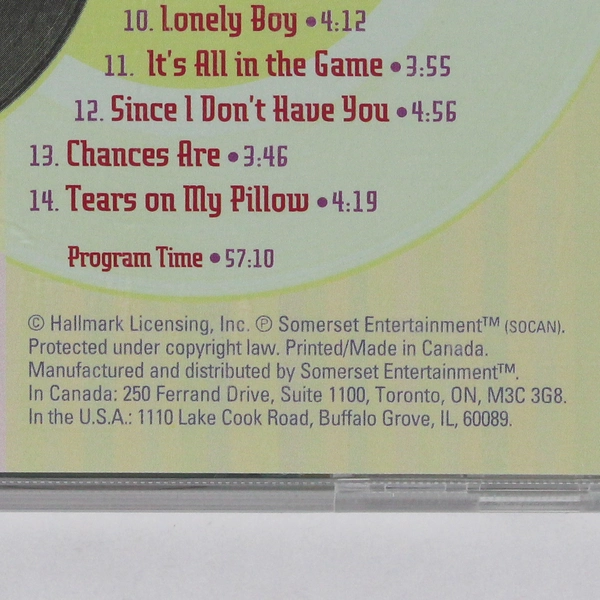 10. Lonely Boy • 4:12
11. It's All in the Game • 3:55
12. Since I Don't Have You • 4:56
13. Chances Are • 3:46
14. Tears on My Pillow • 4:19
Program Time • 57:10
© Hallmark Licensing, Inc. ℗ Somerset Entertainment™ (SOCAN).
Protected under copyright law. Printed/Made in Canada.
Manufactured and distributed by Somerset Entertainment™.
In Canada: 250 Ferrand Drive, Suite 1100, Toronto, ON, M3C 3G8.
In the U.S.A.: 1110 Lake Cook Road, Buffalo Grove, IL, 60089.